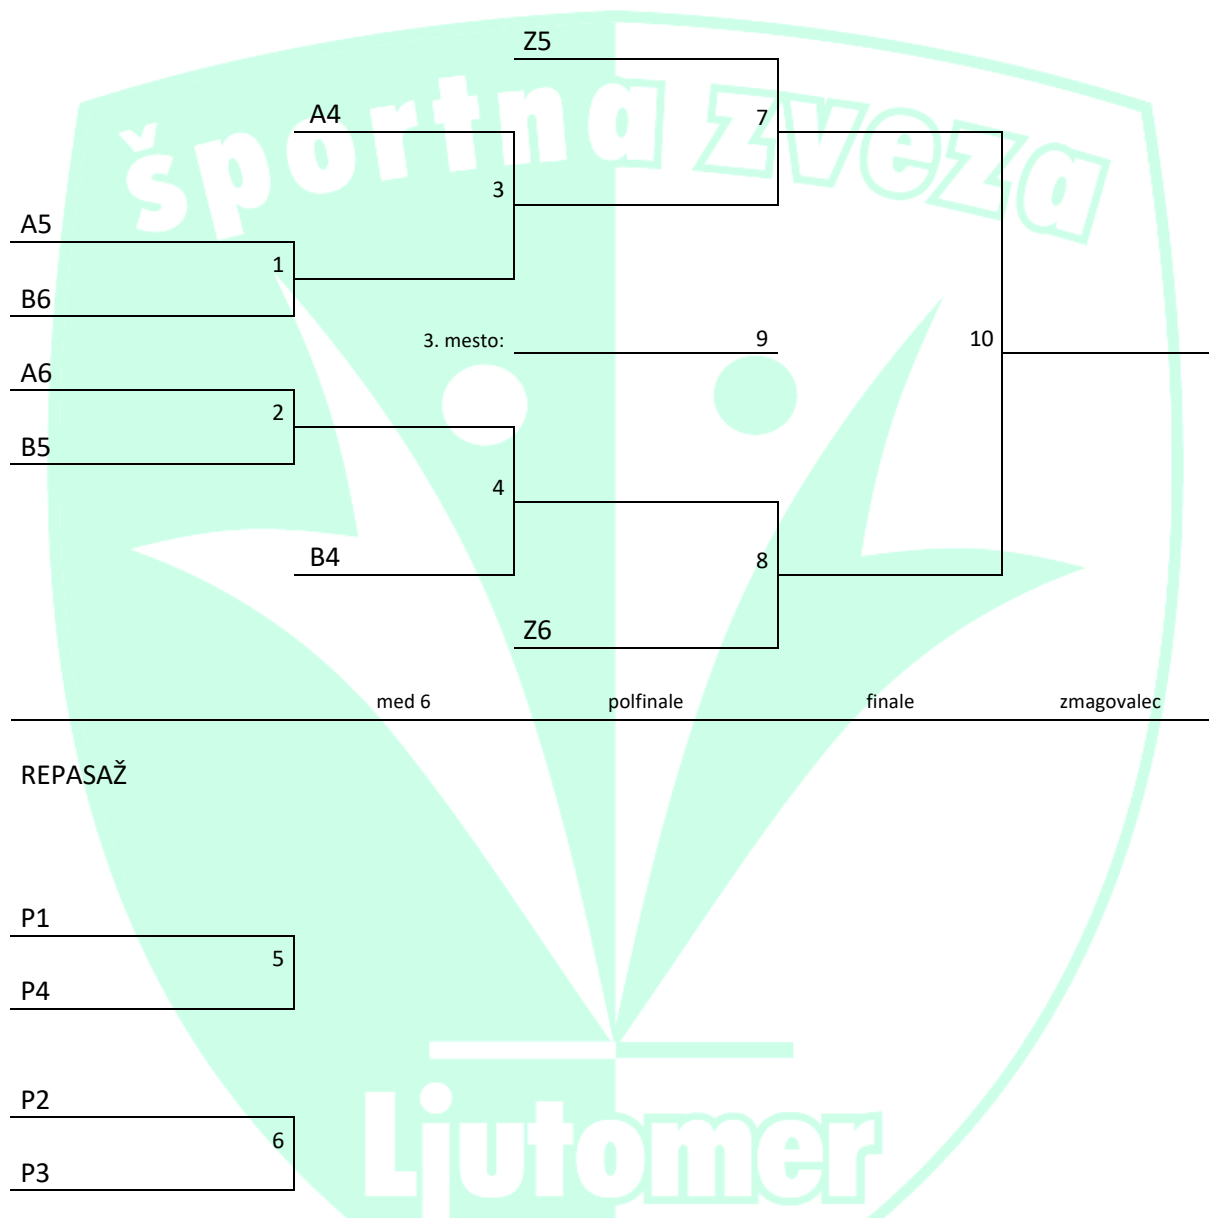 Z5
športna zveza
A4
7
3
A5
1
B6
3. mesto:
9
10
A6
2
B5
4
B4
8
Z6
med 6 polfinale finale zmagovalec
REPASAŽ
P1
5
P4
P2
6
P3
Ljutomer